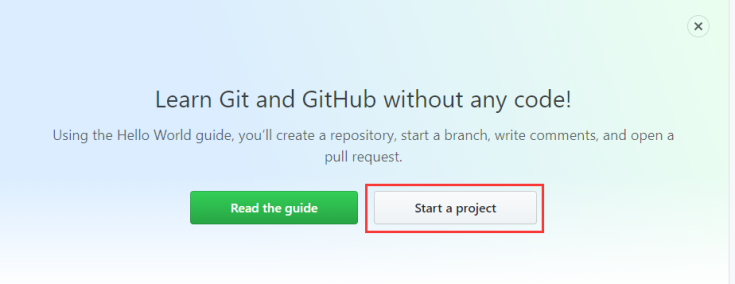 Learn Git and GitHub without any code!
Using the Hello World guide, you’ll create a repository, start a branch, write comments, and open a
pull request.
Read the guide
Start a project